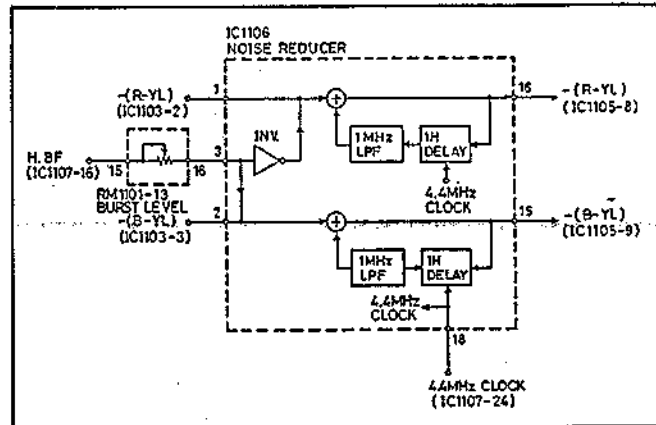 IC1106
NOISE REDUCER
-(R-YL)
(IC1103-2)
1
16
-(R-YL)
(IC1105-8)
INV.
1MHz
LPF
1H
DELAY
H.BF
(IC1107-16)
15
16
3
4.4MHz
CLOCK
RM1101-13
BURST LEVEL
-(B-YL)
(IC1103-3)
2
15
-(B-YL)
(IC1105-9)
1MHz
LPF
1H
DELAY
4.4MHz
CLOCK
18
4.4MHz CLOCK
(IC1107-24)